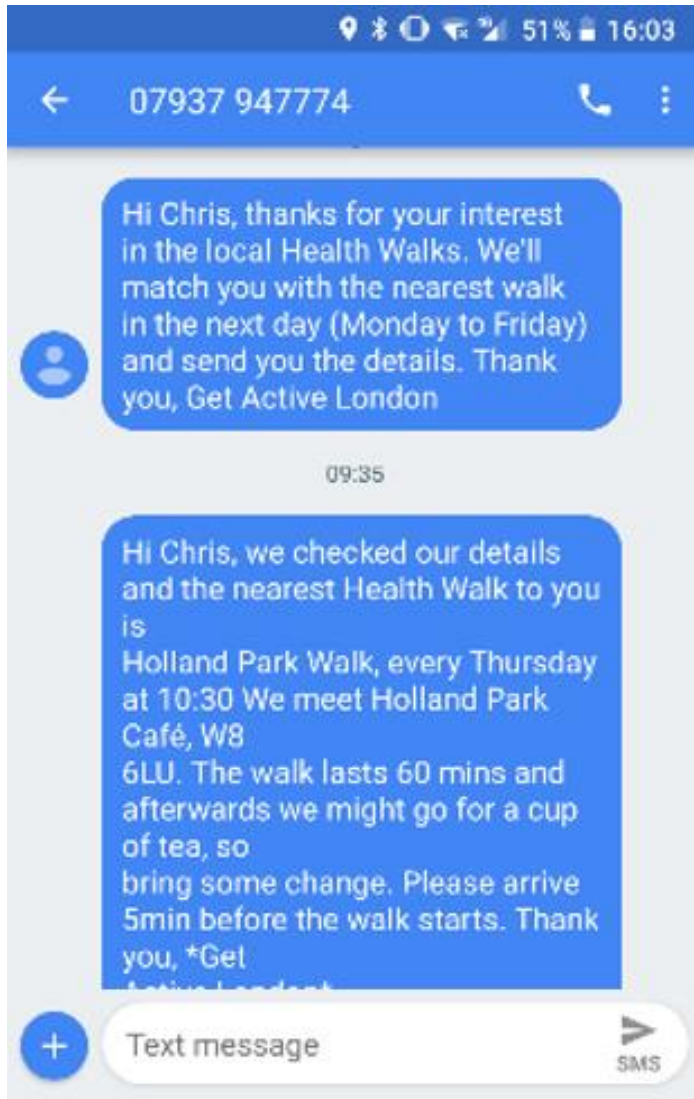 51% 16:03
07937 947774
Hi Chris, thanks for your interest
in the local Health Walks. We'll
match you with the nearest walk
in the next day (Monday to Friday)
and send you the details. Thank
you, Get Active London
09:35
Hi Chris, we checked our details
and the nearest Health Walk to you
is
Holland Park Walk, every Thursday
at 10:30 We meet Holland Park
Café, W8
6LU. The walk lasts 60 mins and
afterwards we might go for a cup
of tea, so
bring some change. Please arrive
5min before the walk starts. Thank
you, *Get
Active London*
Text message
SMS